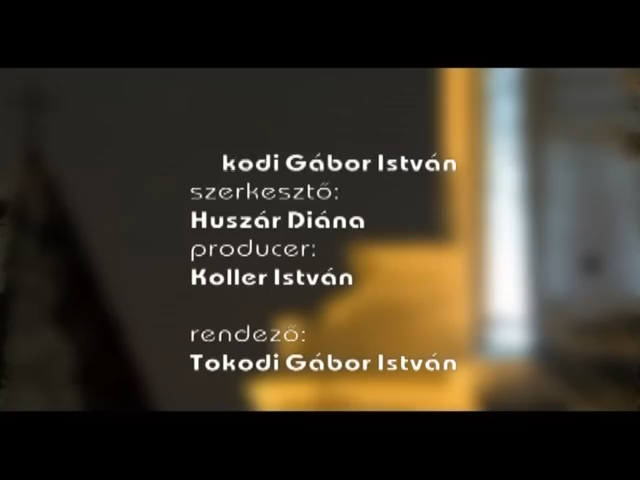 kodi Gábor István
szerkesztő:
Huszár Diána
producer:
Koller István
rendező:
Tokodi Gábor István